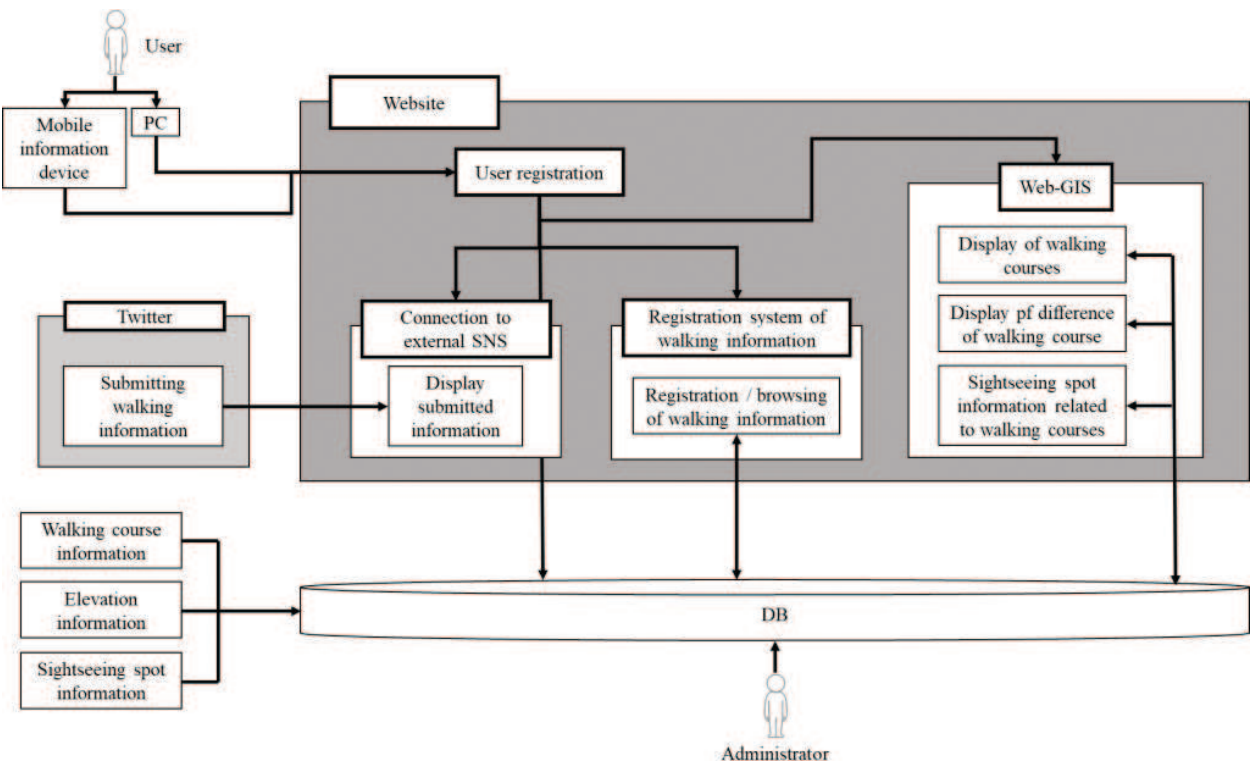 User
Mobile
information
device
PC
Website
User registration
Web-GIS
Display of walking
courses
Display pf difference
of walking course
Sightseeing spot
information related
to walking courses
Twitter
Submitting
walking
information
Connection to
external SNS
Display
submitted
information
Registration system of
walking information
Registration / browsing
of walking information
Walking course
information
Elevation
information
Sightseeing spot
information
DB
Administrator